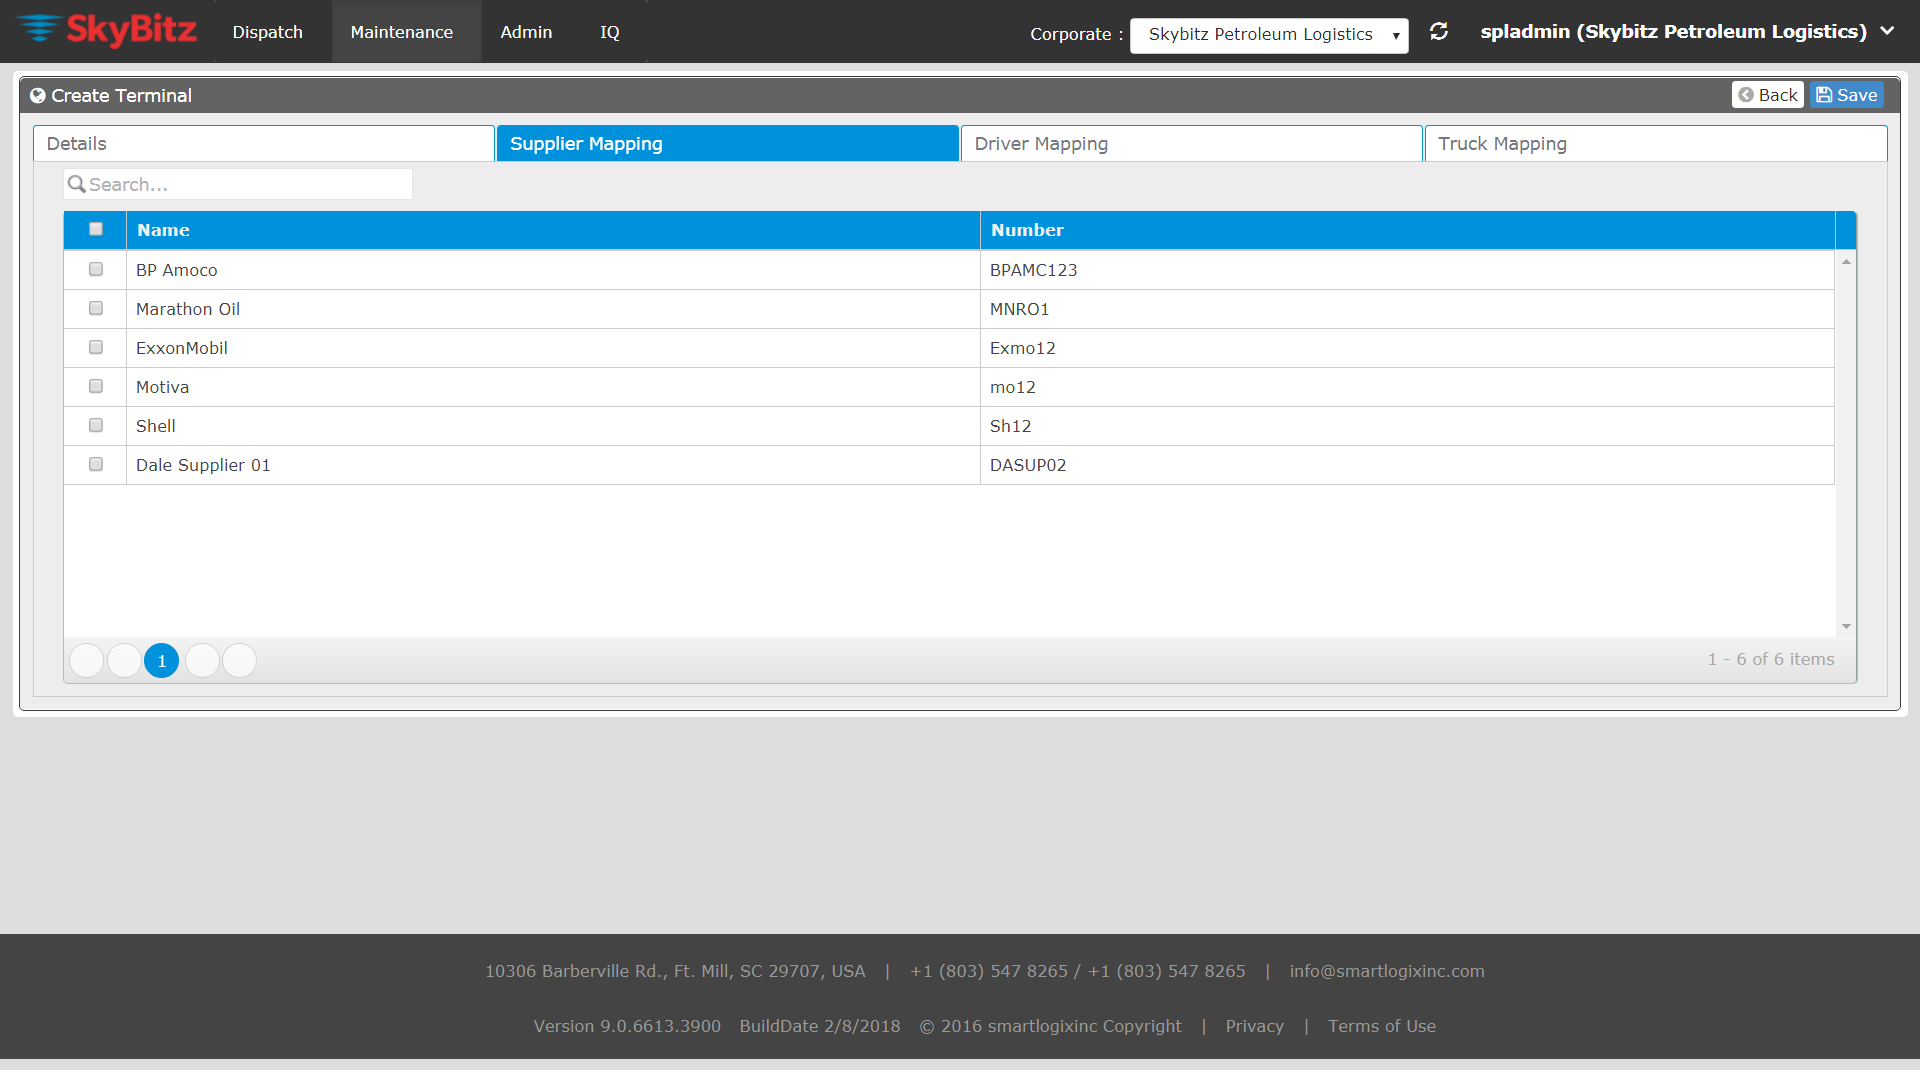 SkyBitz Dispatch Maintenance Admin IQ Corporate : Skybitz Petroleum Logistics spladmin (Skybitz Petroleum Logistics)
Create Terminal Back Save
Details Supplier Mapping Driver Mapping Truck Mapping
Search...
Name Number
BP Amoco BPAMC123
Marathon Oil MNRO1
ExxonMobil Exmo12
Motiva mo12
Shell Sh12
Dale Supplier 01 DASUP02
1 1 - 6 of 6 items
10306 Barberville Rd., Ft. Mill, SC 29707, USA | +1 (803) 547 8265 / +1 (803) 547 8265 | info@smartlogixinc.com
Version 9.0.6613.3900 BuildDate 2/8/2018 © 2016 smartlogixinc Copyright | Privacy | Terms of Use